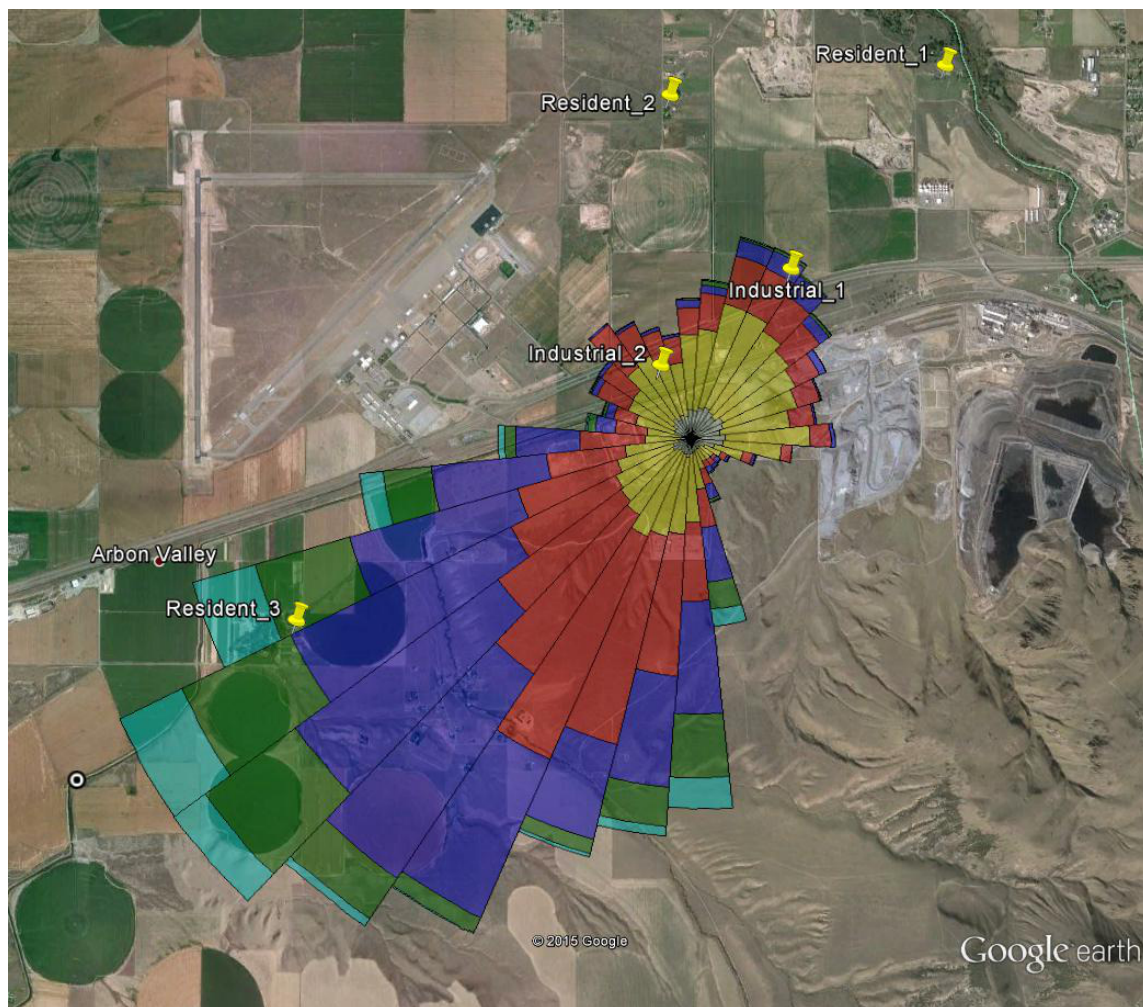 Resident_1
Resident_2
Industrial_1
Industrial_2
Arbon Valley
Resident_3
© 2015 Google
Google earth